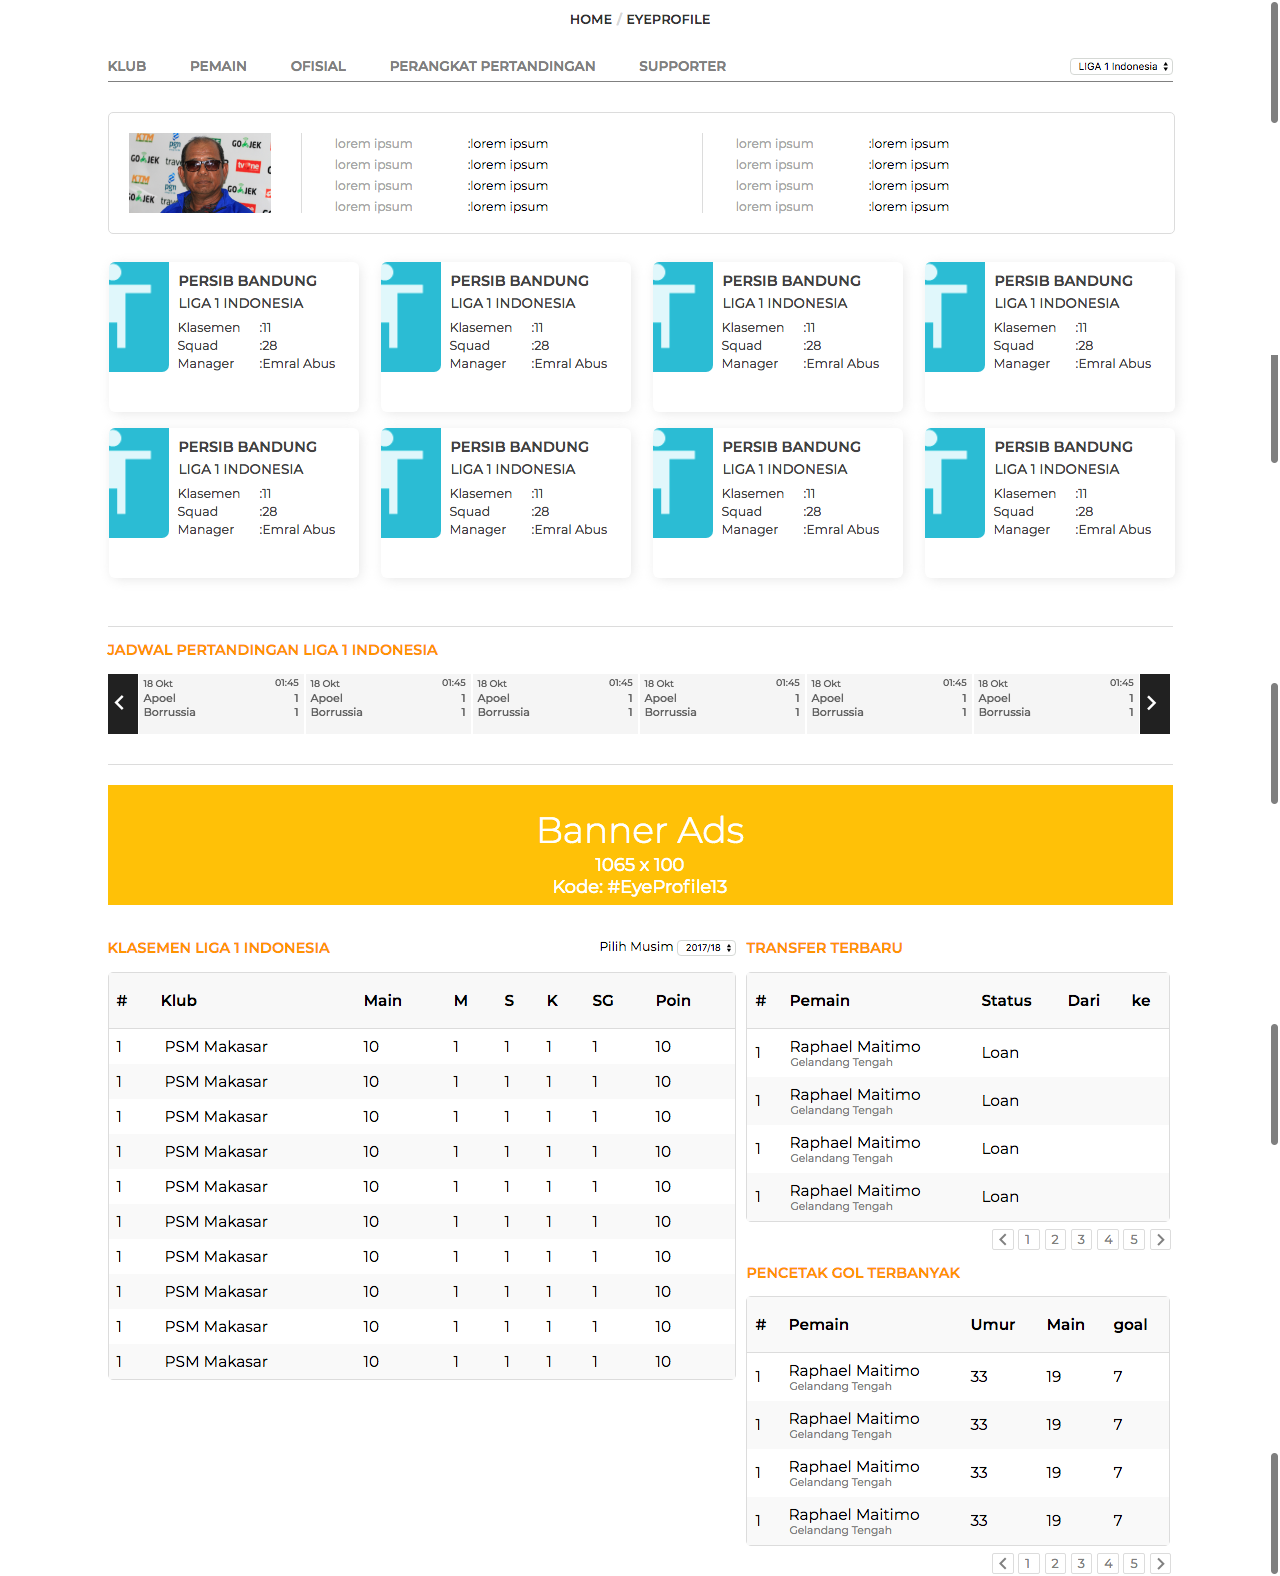 HOME / EYEPROFILE
KLUB PEMAIN OFISIAL PERANGKAT PERTANDINGAN SUPPORTER LIGA 1 Indonesia
KTM pgn GO-JEK
GO-JEK trav tvOne
KTM pgn GO-JEK
GO-JEK trave
lorem ipsum :lorem ipsum lorem ipsum :lorem ipsum
lorem ipsum :lorem ipsum lorem ipsum :lorem ipsum
lorem ipsum :lorem ipsum lorem ipsum :lorem ipsum
lorem ipsum :lorem ipsum lorem ipsum :lorem ipsum
PERSIB BANDUNG PERSIB BANDUNG PERSIB BANDUNG PERSIB BANDUNG
LIGA 1 INDONESIA LIGA 1 INDONESIA LIGA 1 INDONESIA LIGA 1 INDONESIA
Klasemen :11 Klasemen :11 Klasemen :11 Klasemen :11
Squad :28 Squad :28 Squad :28 Squad :28
Manager :Emral Abus Manager :Emral Abus Manager :Emral Abus Manager :Emral Abus
PERSIB BANDUNG PERSIB BANDUNG PERSIB BANDUNG PERSIB BANDUNG
LIGA 1 INDONESIA LIGA 1 INDONESIA LIGA 1 INDONESIA LIGA 1 INDONESIA
Klasemen :11 Klasemen :11 Klasemen :11 Klasemen :11
Squad :28 Squad :28 Squad :28 Squad :28
Manager :Emral Abus Manager :Emral Abus Manager :Emral Abus Manager :Emral Abus
JADWAL PERTANDINGAN LIGA 1 INDONESIA
18 Okt 01:45 18 Okt 01:45 18 Okt 01:45 18 Okt 01:45 18 Okt 01:45 18 Okt 01:45
Apoel 1 Apoel 1 Apoel 1 Apoel 1 Apoel 1 Apoel 1
Borrussia 1 Borrussia 1 Borrussia 1 Borrussia 1 Borrussia 1 Borrussia 1
Banner Ads
1065 x 100
Kode: #EyeProfile13
KLASEMEN LIGA 1 INDONESIA Pilih Musim 2017/18
# Klub Main M S K SG Poin
1 PSM Makasar 10 1 1 1 1 10
1 PSM Makasar 10 1 1 1 1 10
1 PSM Makasar 10 1 1 1 1 10
1 PSM Makasar 10 1 1 1 1 10
1 PSM Makasar 10 1 1 1 1 10
1 PSM Makasar 10 1 1 1 1 10
1 PSM Makasar 10 1 1 1 1 10
1 PSM Makasar 10 1 1 1 1 10
1 PSM Makasar 10 1 1 1 1 10
1 PSM Makasar 10 1 1 1 1 10
TRANSFER TERBARU
# Pemain Status Dari ke
1 Raphael Maitimo Loan
Gelandang Tengah
1 Raphael Maitimo Loan
Gelandang Tengah
1 Raphael Maitimo Loan
Gelandang Tengah
1 Raphael Maitimo Loan
Gelandang Tengah
1 2 3 4 5
PENCETAK GOL TERBANYAK
# Pemain Umur Main goal
1 Raphael Maitimo 33 19 7
Gelandang Tengah
1 Raphael Maitimo 33 19 7
Gelandang Tengah
1 Raphael Maitimo 33 19 7
Gelandang Tengah
1 Raphael Maitimo 33 19 7
Gelandang Tengah
1 2 3 4 5